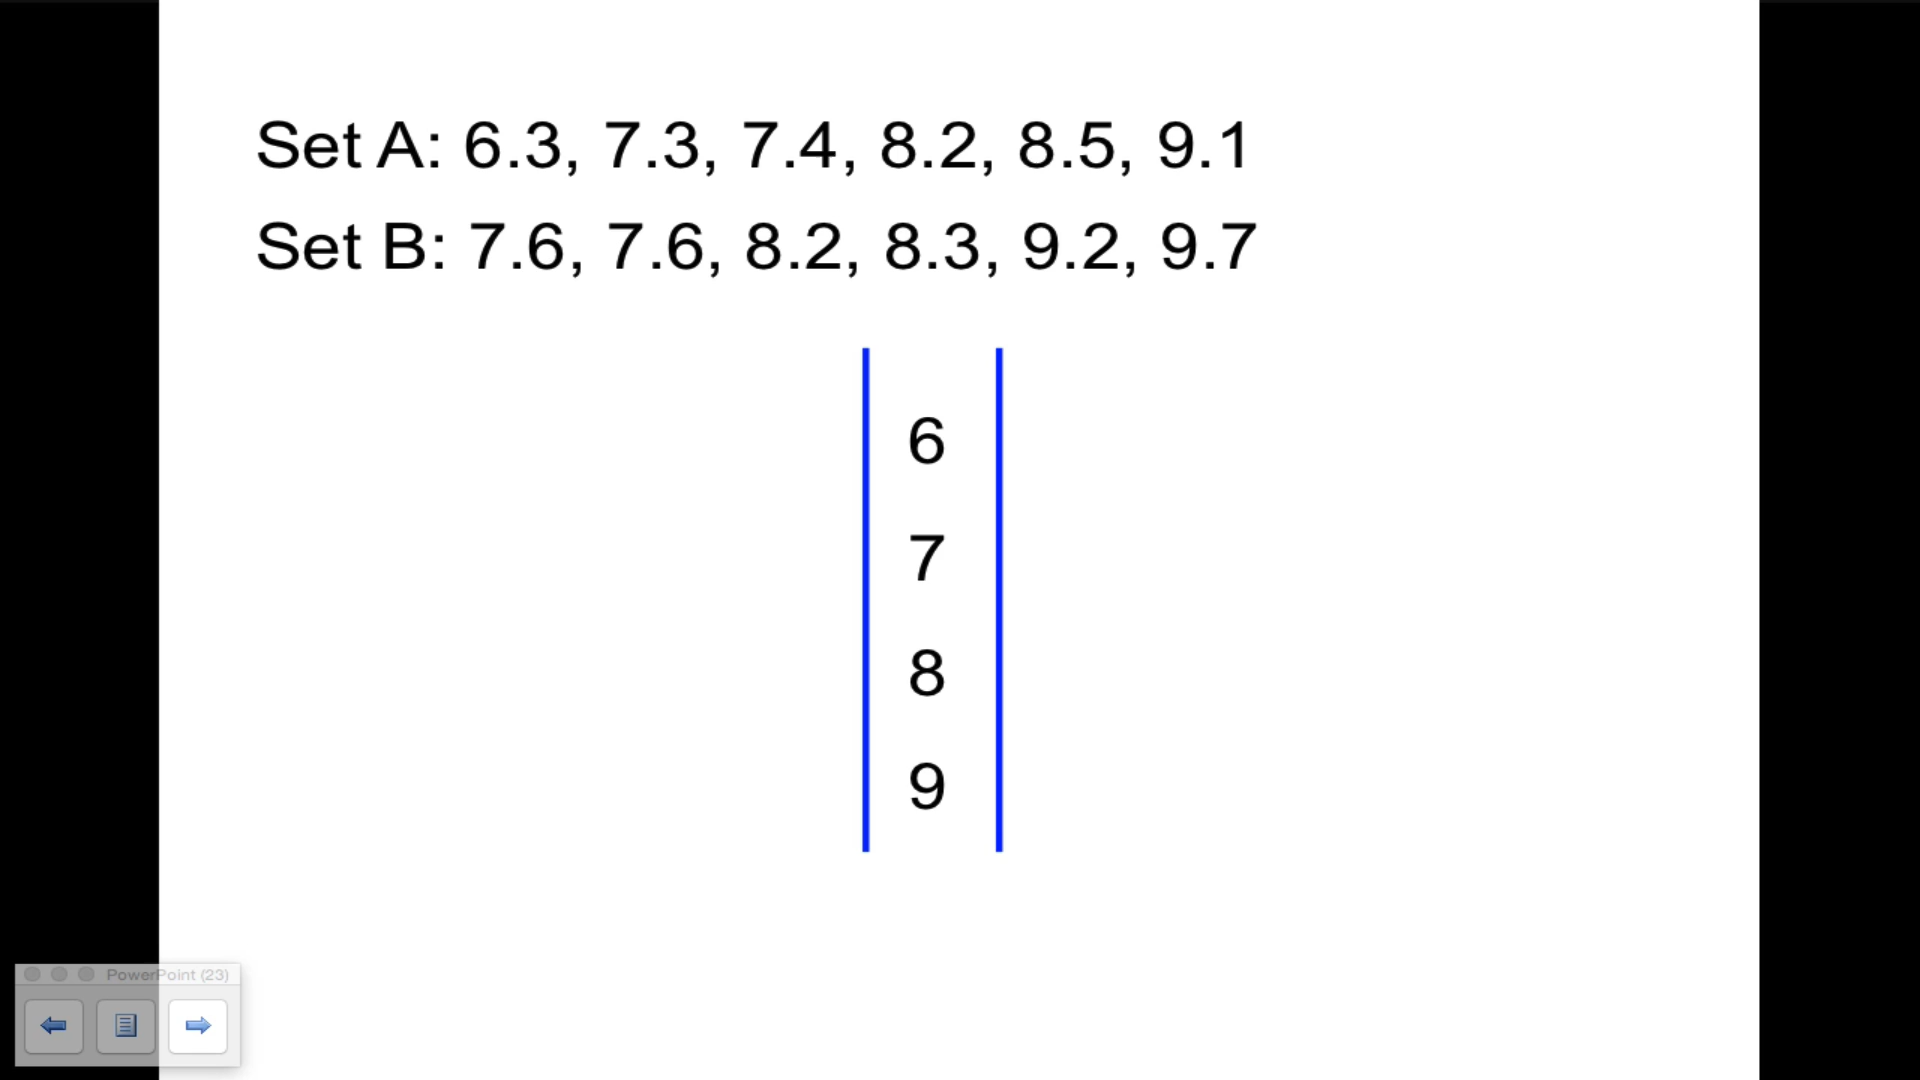 Set A: 6.3, 7.3, 7.4, 8.2, 8.5, 9.1
Set B: 7.6, 7.6, 8.2, 8.3, 9.2, 9.7
6
7
8
9
PowerPoint (23)